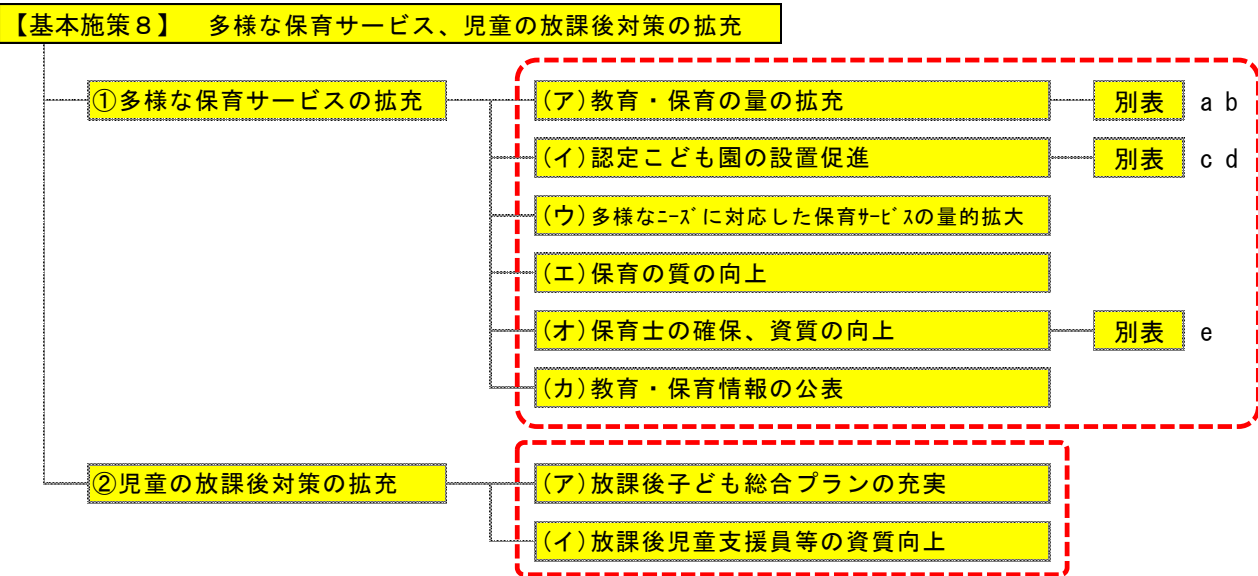 【基本施策８】　多様な保育サービス、児童の放課後対策の拡充
①多様な保育サービスの拡充
(ア)教育・保育の量の拡充　別表　a b
(イ)認定こども園の設置促進　別表　c d
(ウ)多様なﾆｰｽﾞに対応した保育ｻｰﾋﾞｽの量的拡大
(エ)保育の質の向上
(オ)保育士の確保、資質の向上　別表　e
(カ)教育・保育情報の公表
②児童の放課後対策の拡充
(ア)放課後子ども総合プランの充実
(イ)放課後児童支援員等の資質向上